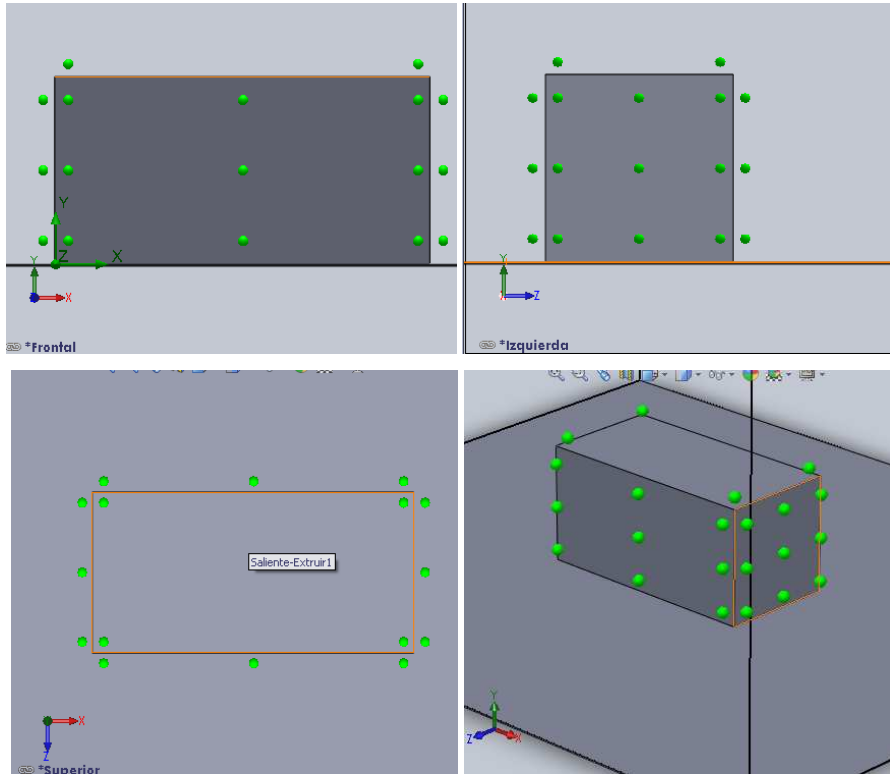 Y
Z
X
Y
X
*Frontal
Y
X
Z
*Izquierda
Saliente-Extruir1
X
Z
*Superior
Y
Z
X